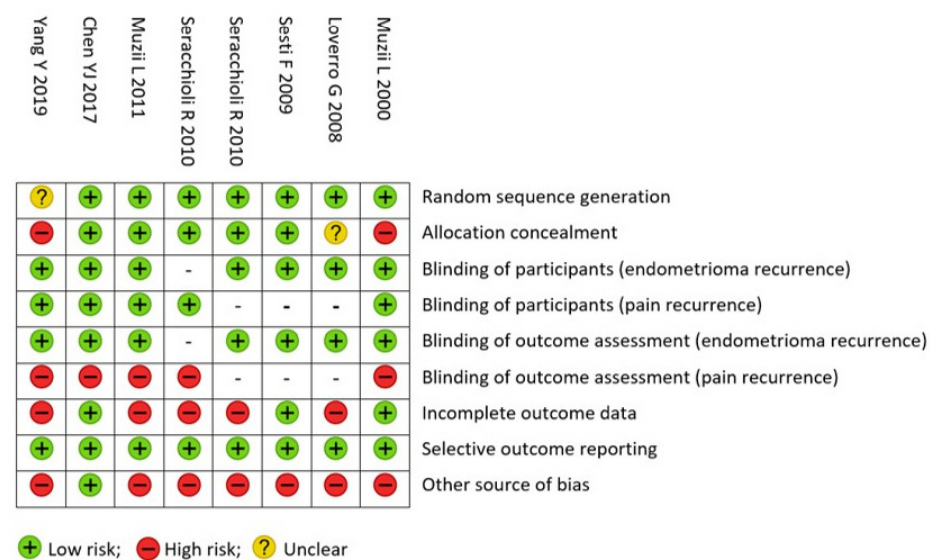 Yang Y 2019
Chen YJ 2017
Muzii L 2011
Seracchioli R 2010
Seracchioli R 2010
Sesti F 2009
Loverro G 2008
Muzii L 2000
? + + + + + + + Random sequence generation
− + + + + + ? − Allocation concealment
+ + + - + + + + Blinding of participants (endometrioma recurrence)
+ + + + - - - + Blinding of participants (pain recurrence)
+ + + - + + + + Blinding of outcome assessment (endometrioma recurrence)
− − − − - - - − Blinding of outcome assessment (pain recurrence)
− + − − − + − + Incomplete outcome data
+ + + + + + + + Selective outcome reporting
− + − − − − − − Other source of bias
+ Low risk; − High risk; ? Unclear